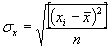 σₓ = √[(xᵢ − x̅)²] / n